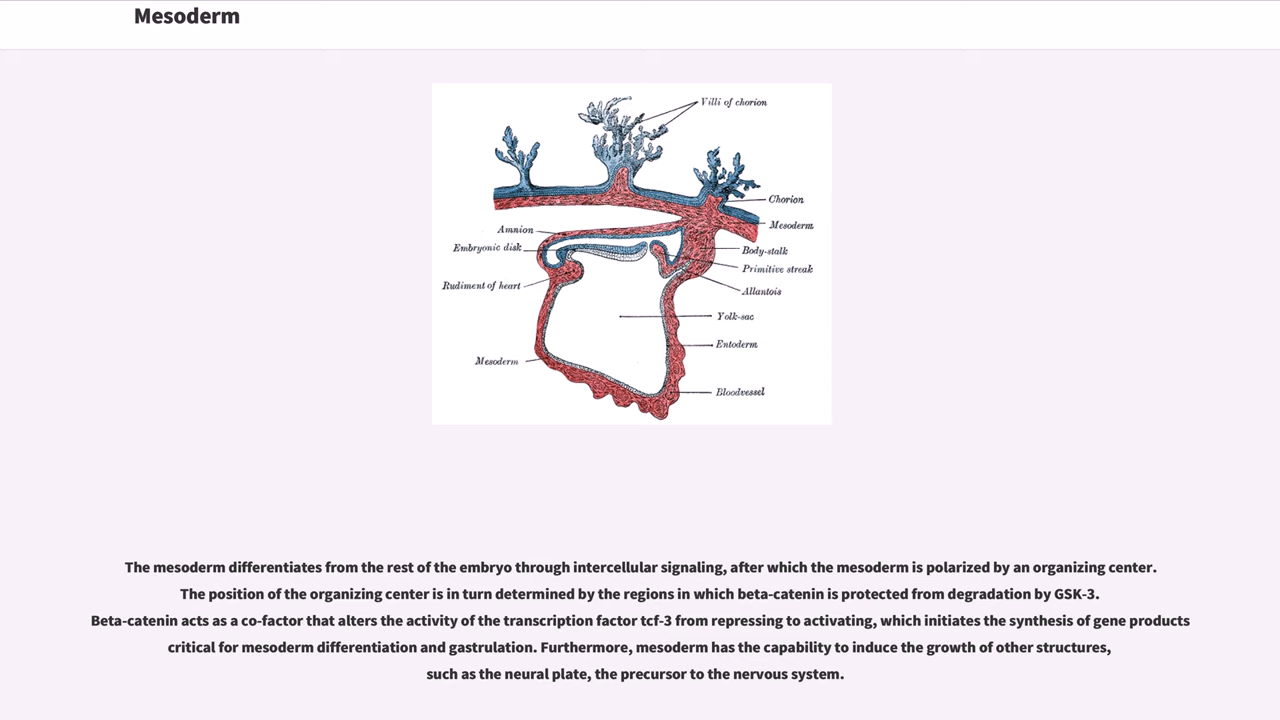 Mesoderm
Villi of chorion
Chorion
Mesoderm
Amnion
Embryonic disk
Body-stalk
Primitive streak
Rudiment of heart
Allantois
Yolk-sac
Entoderm
Mesoderm
Bloodvessel
The mesoderm differentiates from the rest of the embryo through intercellular signaling, after which the mesoderm is polarized by an organizing center.
The position of the organizing center is in turn determined by the regions in which beta-catenin is protected from degradation by GSK-3.
Beta-catenin acts as a co-factor that alters the activity of the transcription factor tcf-3 from repressing to activating, which initiates the synthesis of gene products
critical for mesoderm differentiation and gastrulation. Furthermore, mesoderm has the capability to induce the growth of other structures,
such as the neural plate, the precursor to the nervous system.